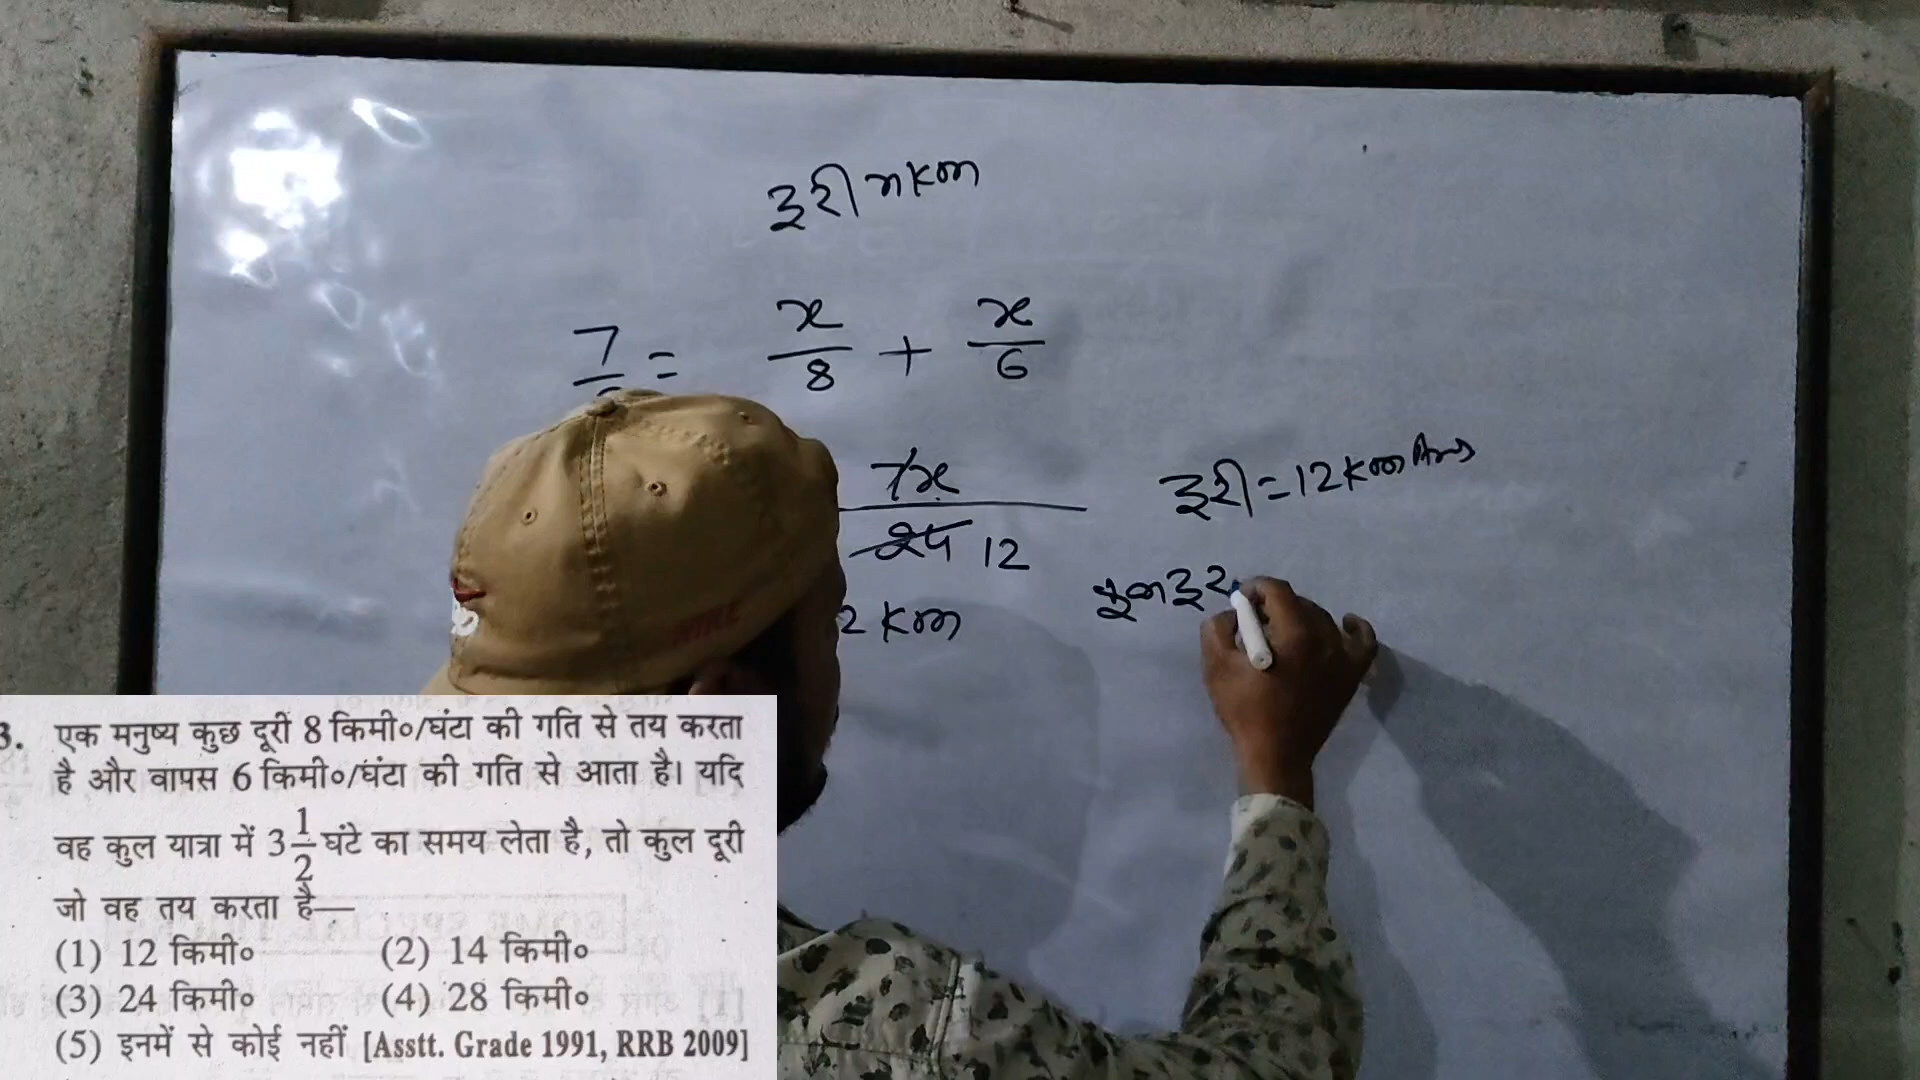 दुरी x km
7 = x/8 + x/6
7x
24 12
2 km
दुरी = 12 km Ans
कुल दुर
3. एक मनुष्य कुछ दूरी 8 किमी०/घंटा की गति से तय करता
है और वापस 6 किमी०/घंटा की गति से आता है। यदि
वह कुल यात्रा में 3 1/2 घंटे का समय लेता है, तो कुल दूरी
जो वह तय करता है—
(1) 12 किमी० (2) 14 किमी०
(3) 24 किमी० (4) 28 किमी०
(5) इनमें से कोई नहीं [Asstt. Grade 1991, RRB 2009]